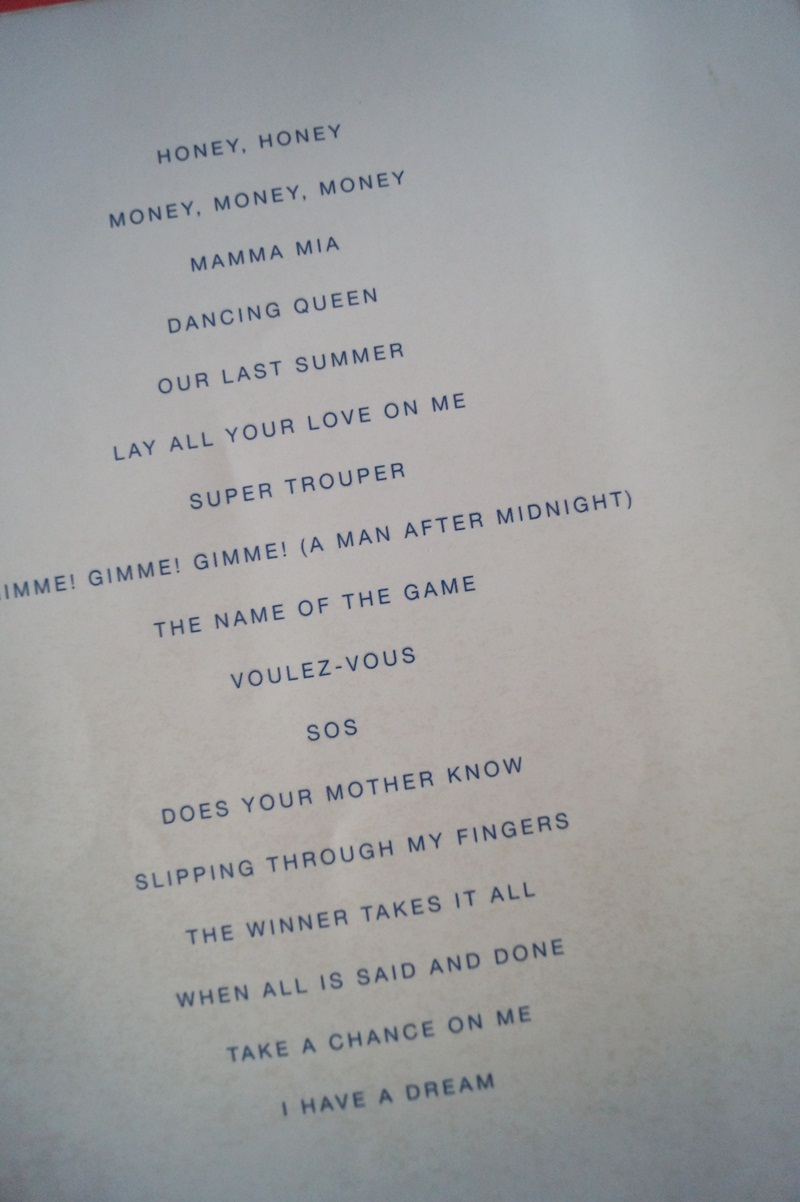 HONEY, HONEY
MONEY, MONEY, MONEY
MAMMA MIA
DANCING QUEEN
OUR LAST SUMMER
LAY ALL YOUR LOVE ON ME
SUPER TROUPER
GIMME! GIMME! GIMME! (A MAN AFTER MIDNIGHT)
THE NAME OF THE GAME
VOULEZ-VOUS
SOS
DOES YOUR MOTHER KNOW
SLIPPING THROUGH MY FINGERS
THE WINNER TAKES IT ALL
WHEN ALL IS SAID AND DONE
TAKE A CHANCE ON ME
I HAVE A DREAM